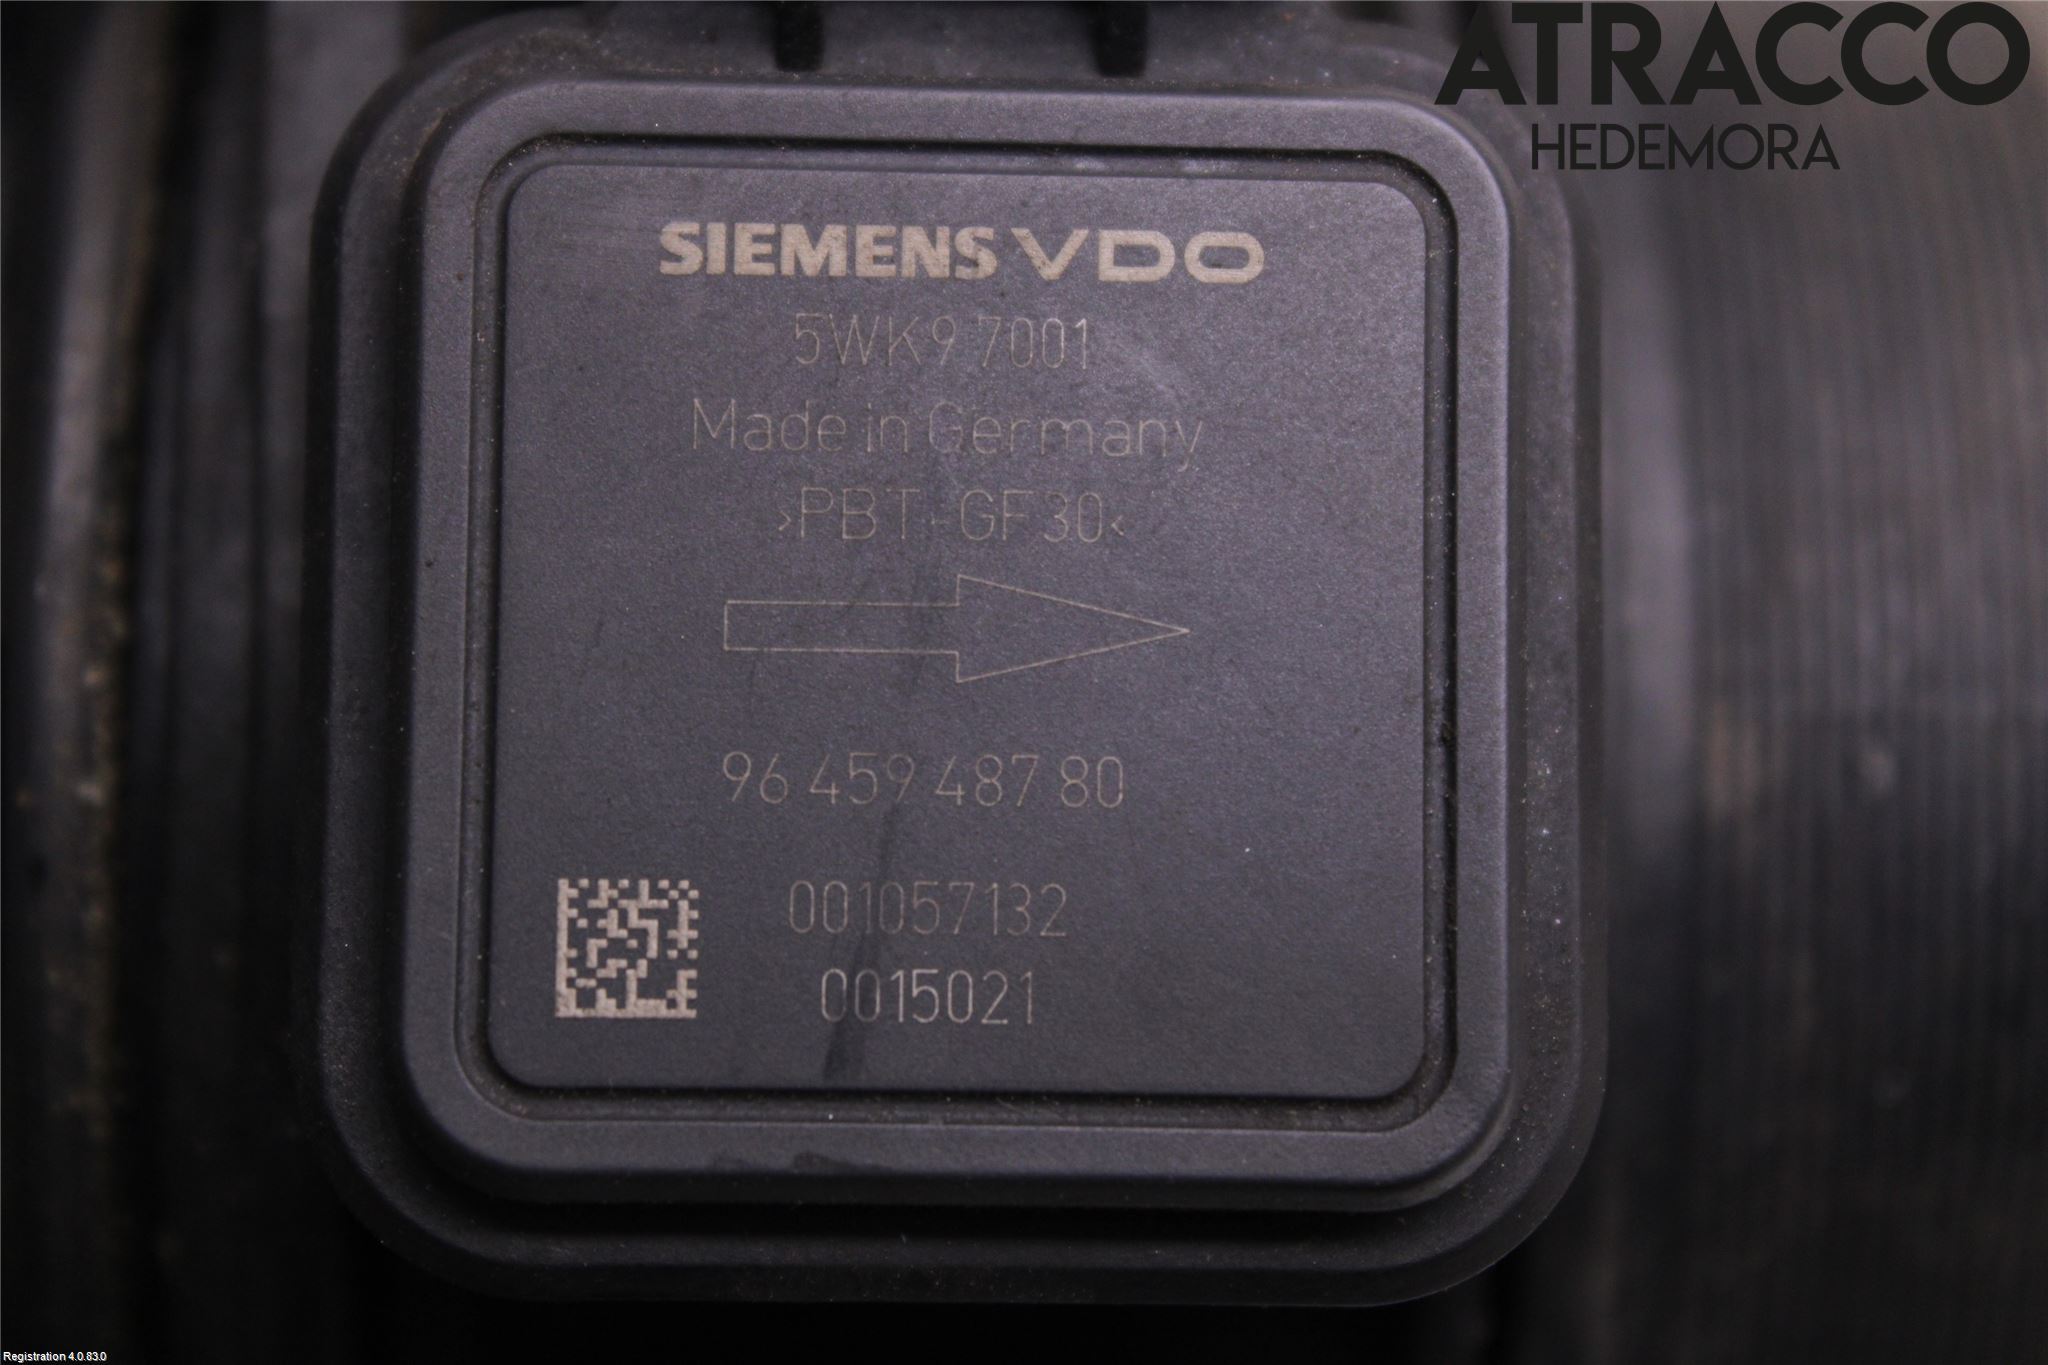 ATRACCO
HEDEMORA
SIEMENS VDO
5WK9 7001
Made in Germany
>PBT-GF30<
96 459 487 80
001057132
0015021
Registration 4.0.83.0